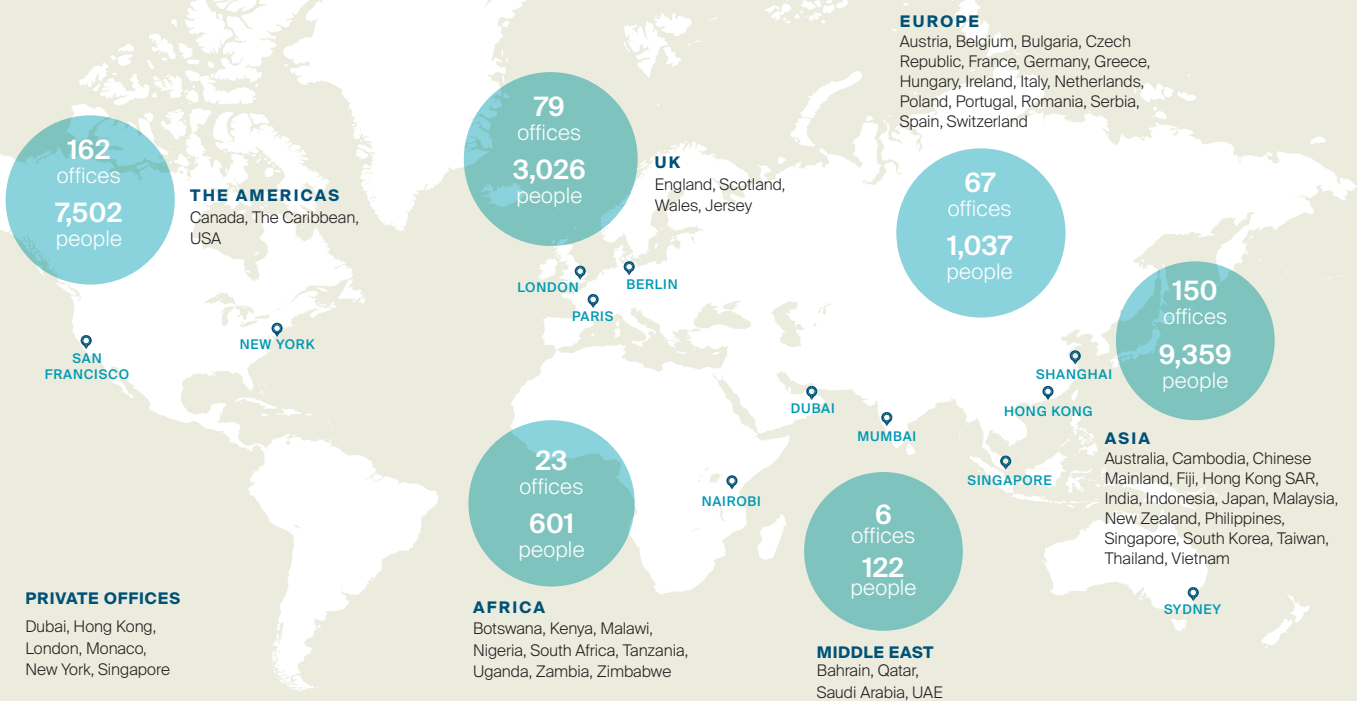 EUROPE
Austria, Belgium, Bulgaria, Czech
Republic, France, Germany, Greece,
Hungary, Ireland, Italy, Netherlands,
Poland, Portugal, Romania, Serbia,
Spain, Switzerland
67
offices
1,037
people
162
offices
7,502
people
THE AMERICAS
Canada, The Caribbean,
USA
79
offices
3,026
people
UK
England, Scotland,
Wales, Jersey
LONDON
BERLIN
PARIS
NEW YORK
SAN
FRANCISCO
150
offices
9,359
people
SHANGHAI
HONG KONG
DUBAI
MUMBAI
SINGAPORE
NAIROBI
ASIA
Australia, Cambodia, Chinese
Mainland, Fiji, Hong Kong SAR,
India, Indonesia, Japan, Malaysia,
New Zealand, Philippines,
Singapore, South Korea, Taiwan,
Thailand, Vietnam
SYDNEY
23
offices
601
people
AFRICA
Botswana, Kenya, Malawi,
Nigeria, South Africa, Tanzania,
Uganda, Zambia, Zimbabwe
6
offices
122
people
MIDDLE EAST
Bahrain, Qatar,
Saudi Arabia, UAE
PRIVATE OFFICES
Dubai, Hong Kong,
London, Monaco,
New York, Singapore